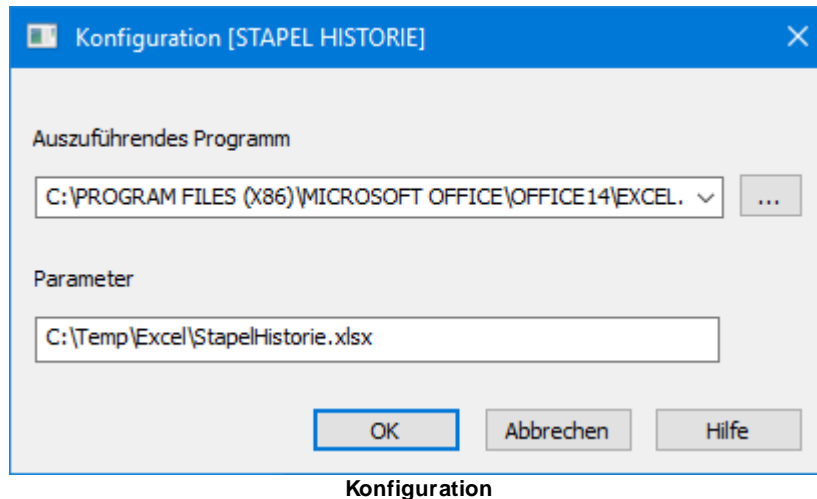 Konfiguration [STAPEL HISTORIE]
Auszuführendes Programm
C:\PROGRAM FILES (X86)\MICROSOFT OFFICE\OFFICE14\EXCEL.
...
Parameter
C:\Temp\Excel\StapelHistorie.xlsx
OK Abbrechen Hilfe
Konfiguration